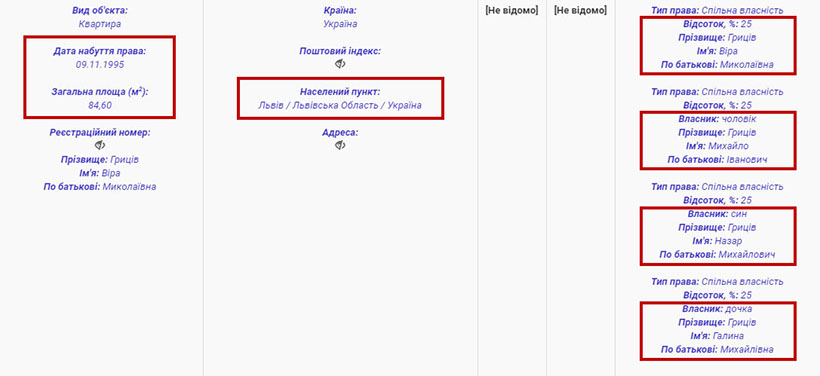 Вид об'єкта:
Квартира
Дата набуття права:
09.11.1995
Загальна площа (м²):
84,60
Реєстраційний номер:
Прізвище: Гриців
Ім'я: Віра
По батькові: Миколаївна
Країна:
Україна
Поштовий індекс:
Населений пункт:
Львів / Львівська Область / Україна
Адреса:
[Не відомо]
[Не відомо]
Тип права: Спільна власність
Відсоток, %: 25
Прізвище: Гриців
Ім'я: Віра
По батькові: Миколаївна
Тип права: Спільна власність
Відсоток, %: 25
Власник: чоловік
Прізвище: Гриців
Ім'я: Михайло
По батькові: Іванович
Тип права: Спільна власність
Відсоток, %: 25
Власник: син
Прізвище: Гриців
Ім'я: Назар
По батькові: Михайлович
Тип права: Спільна власність
Відсоток, %: 25
Власник: дочка
Прізвище: Гриців
Ім'я: Галина
По батькові: Михайлівна